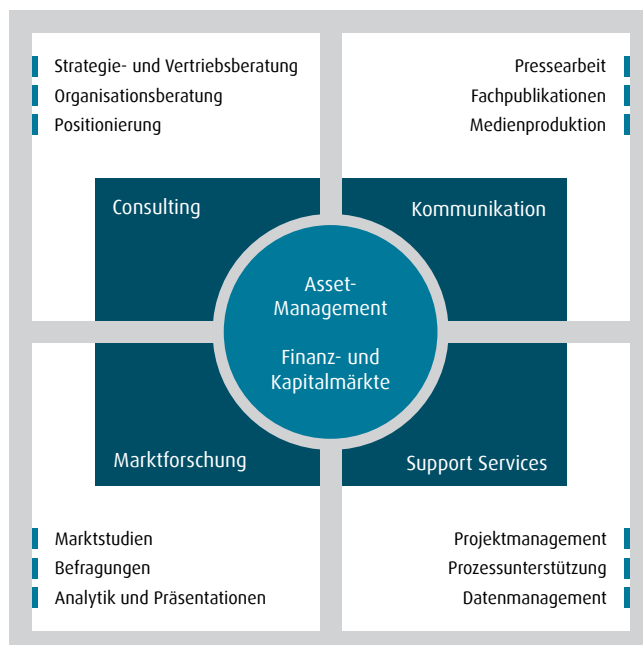 Strategie- und Vertriebsberatung
Organisationsberatung
Positionierung
Pressearbeit
Fachpublikationen
Medienproduktion
Consulting
Kommunikation
Asset-
Management
Finanz- und
Kapitalmärkte
Marktforschung
Support Services
Marktstudien
Befragungen
Analytik und Präsentationen
Projektmanagement
Prozessunterstützung
Datenmanagement